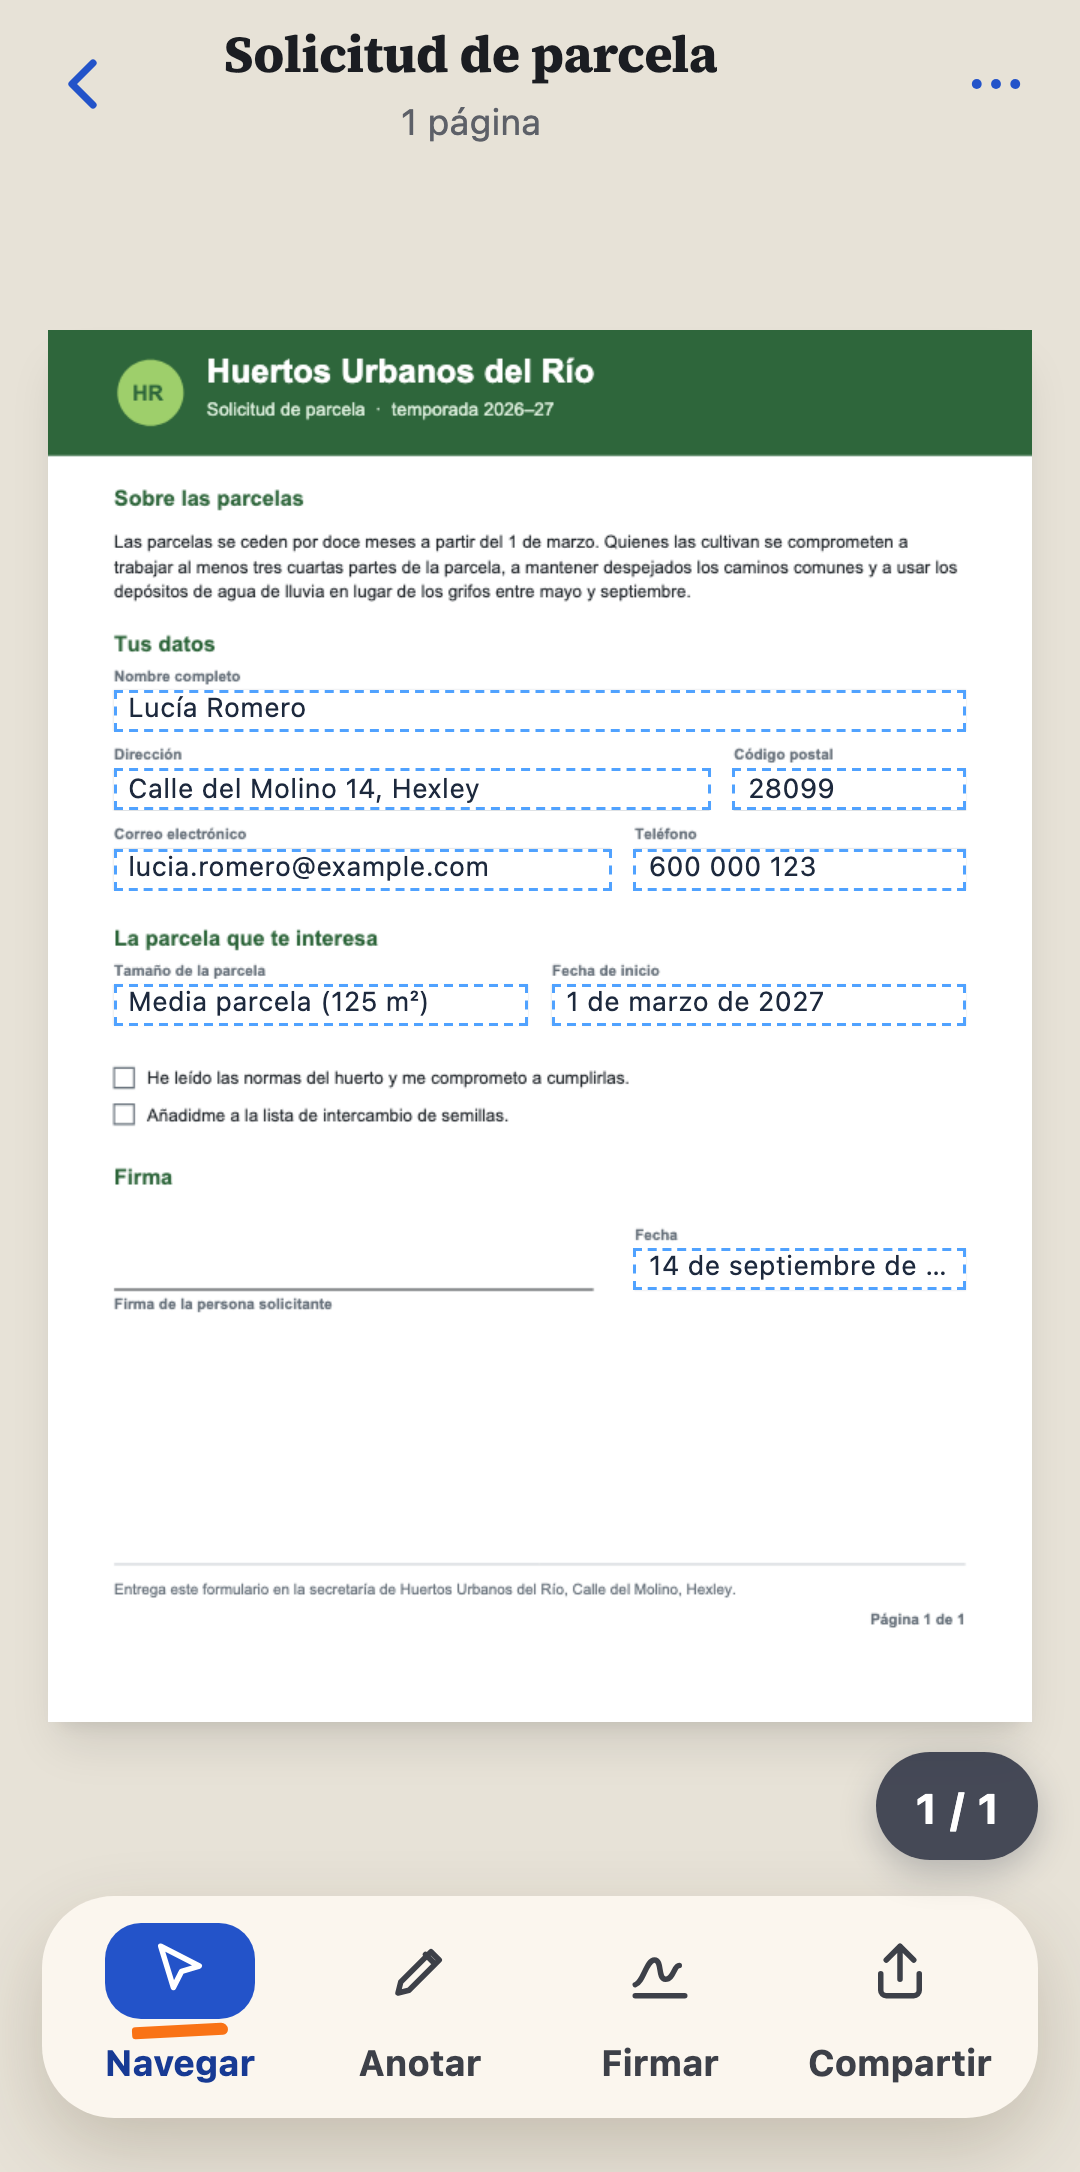 Solicitud de parcela
1 página
HR
Huertos Urbanos del Río
Solicitud de parcela · temporada 2026–27
Sobre las parcelas
Las parcelas se ceden por doce meses a partir del 1 de marzo. Quienes las cultivan se comprometen a
trabajar al menos tres cuartas partes de la parcela, a mantener despejados los caminos comunes y a usar los
depósitos de agua de lluvia en lugar de los grifos entre mayo y septiembre.
Tus datos
Nombre completo
Lucía Romero
Dirección Código postal
Calle del Molino 14, Hexley 28099
Correo electrónico Teléfono
lucia.romero@example.com 600 000 123
La parcela que te interesa
Tamaño de la parcela Fecha de inicio
Media parcela (125 m²) 1 de marzo de 2027
He leído las normas del huerto y me comprometo a cumplirlas.
Añadidme a la lista de intercambio de semillas.
Firma
Fecha
14 de septiembre de ...
Firma de la persona solicitante
Entrega este formulario en la secretaría de Huertos Urbanos del Río, Calle del Molino, Hexley.
Página 1 de 1
1 / 1
Navegar Anotar Firmar Compartir